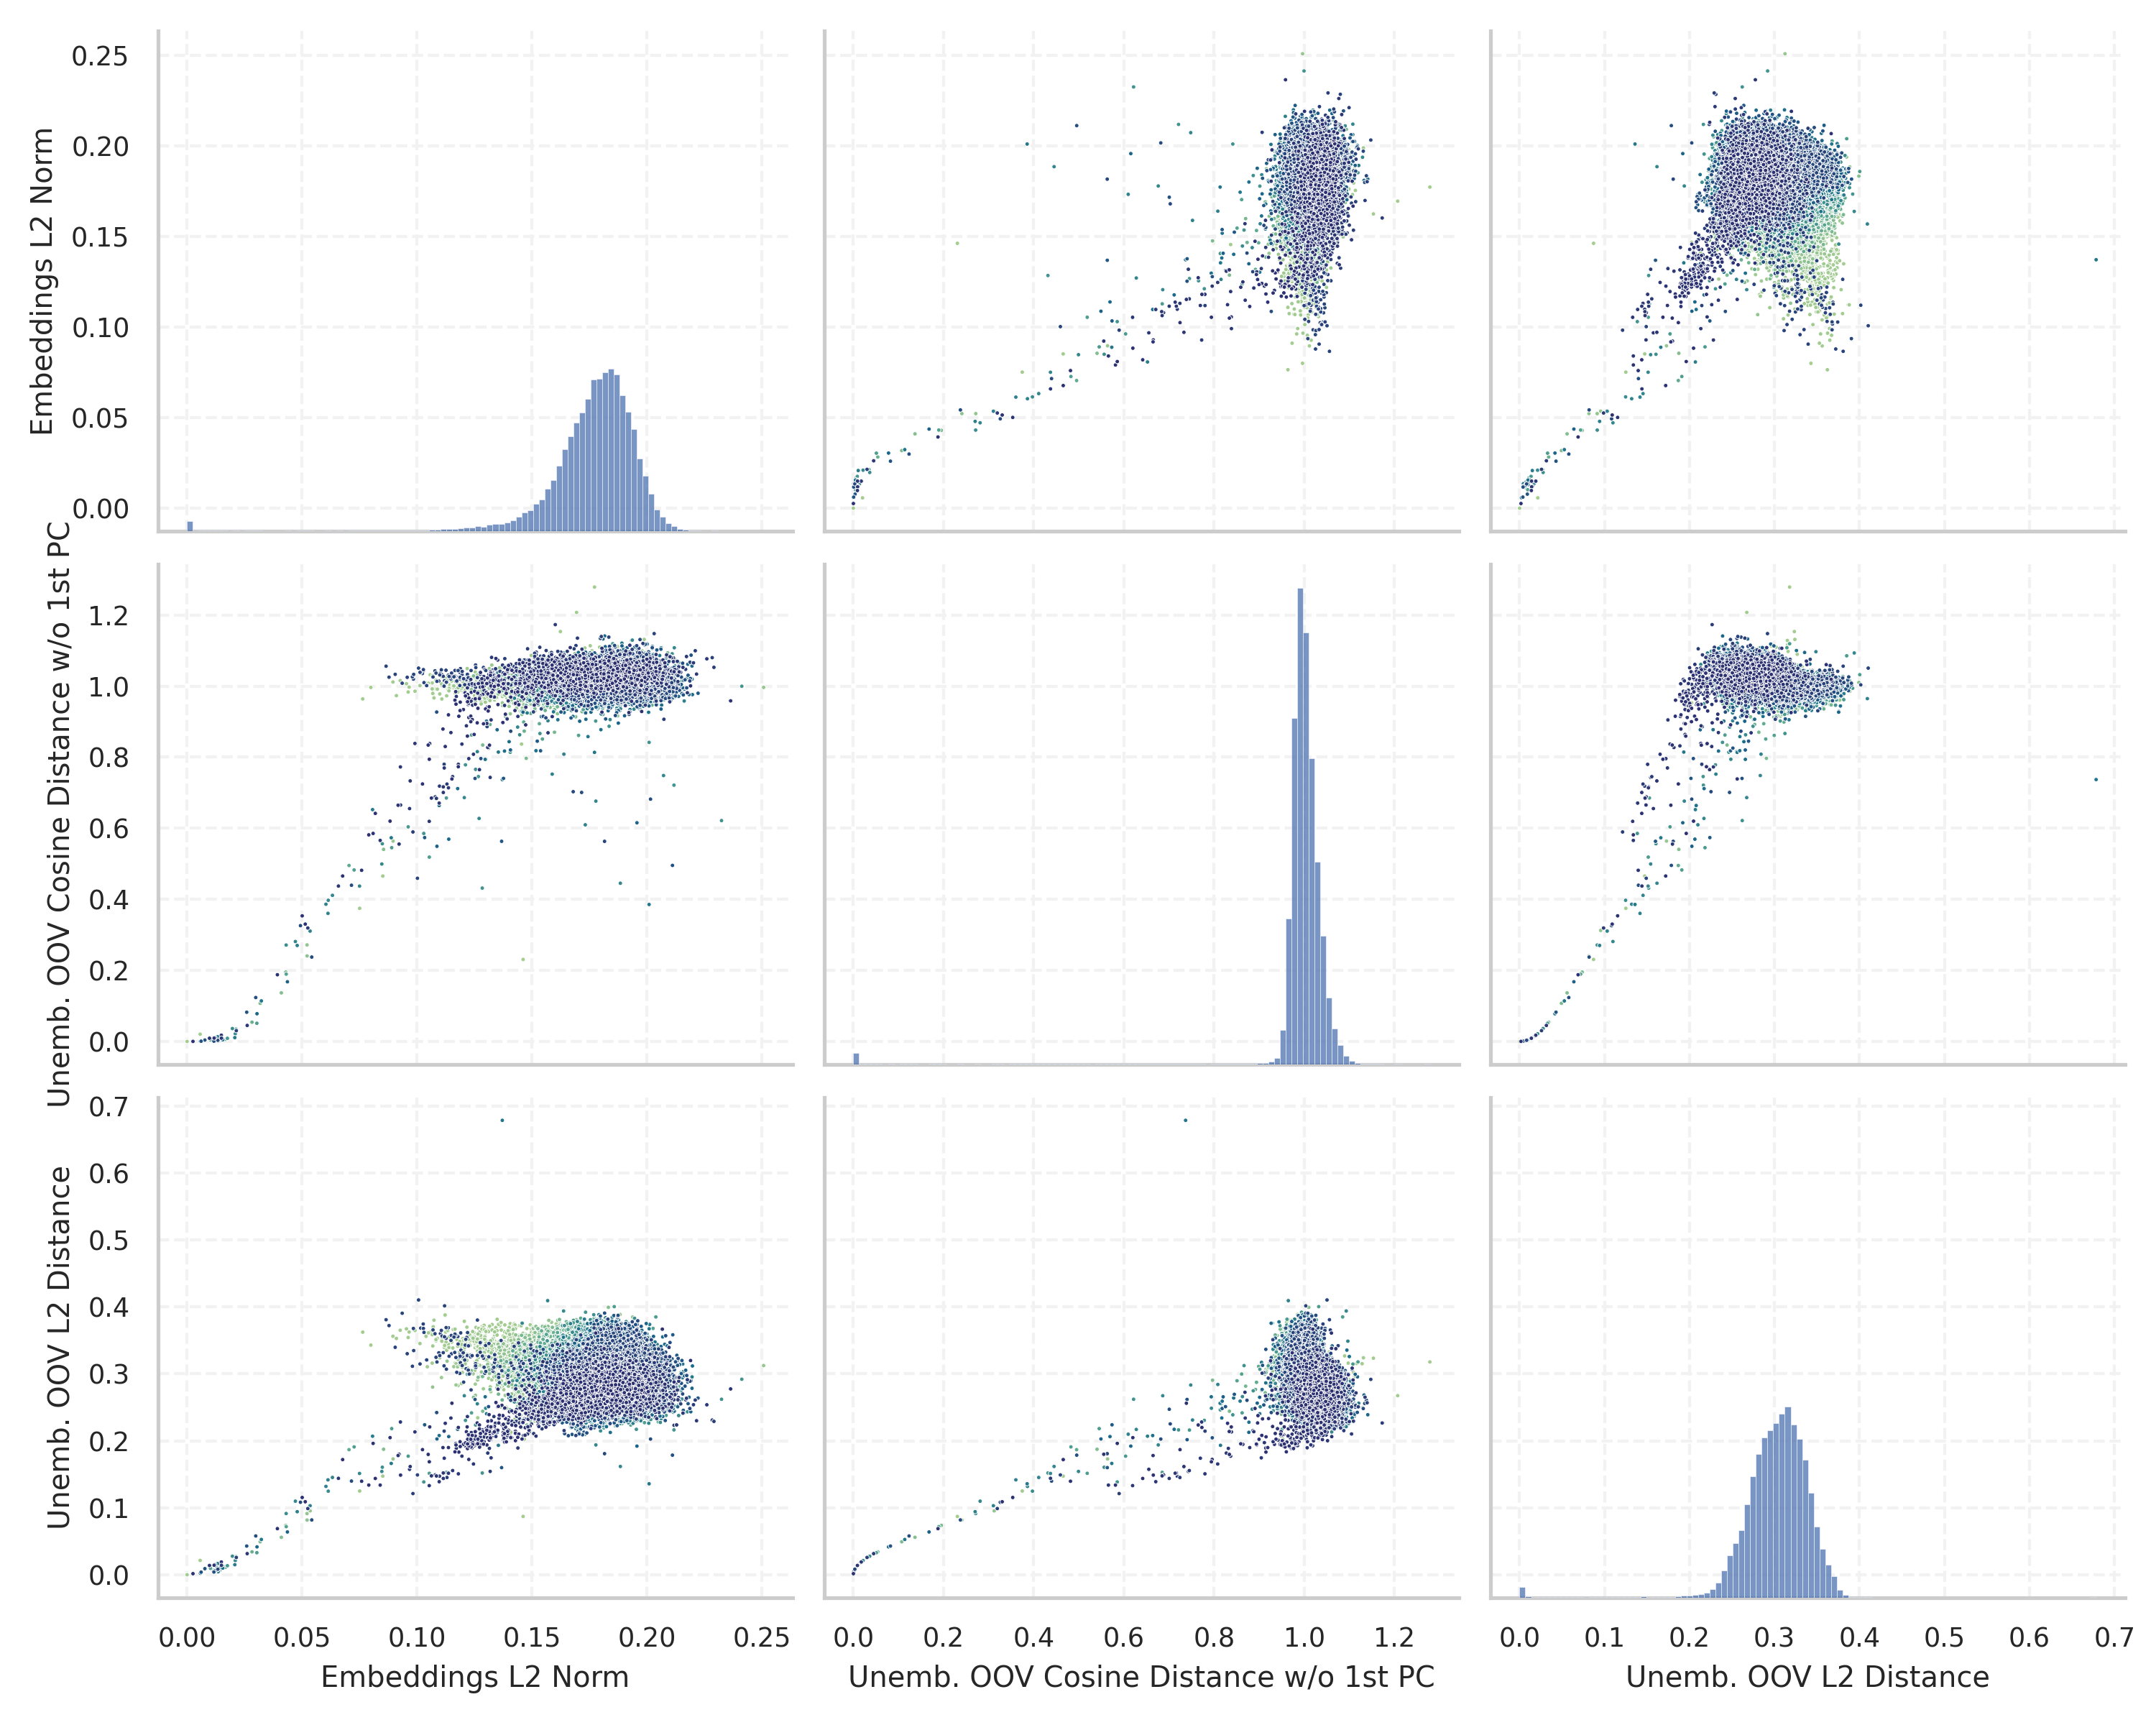 Embeddings L2 Norm
0.25
0.20
0.15
0.10
0.05
0.00
Unemb. OOV Cosine Distance w/o 1st PC
1.2
1.0
0.8
0.6
0.4
0.2
0.0
Unemb. OOV L2 Distance
0.7
0.6
0.5
0.4
0.3
0.2
0.1
0.0
0.00 0.05 0.10 0.15 0.20 0.25
Embeddings L2 Norm
0.0 0.2 0.4 0.6 0.8 1.0 1.2
Unemb. OOV Cosine Distance w/o 1st PC
0.0 0.1 0.2 0.3 0.4 0.5 0.6 0.7
Unemb. OOV L2 Distance